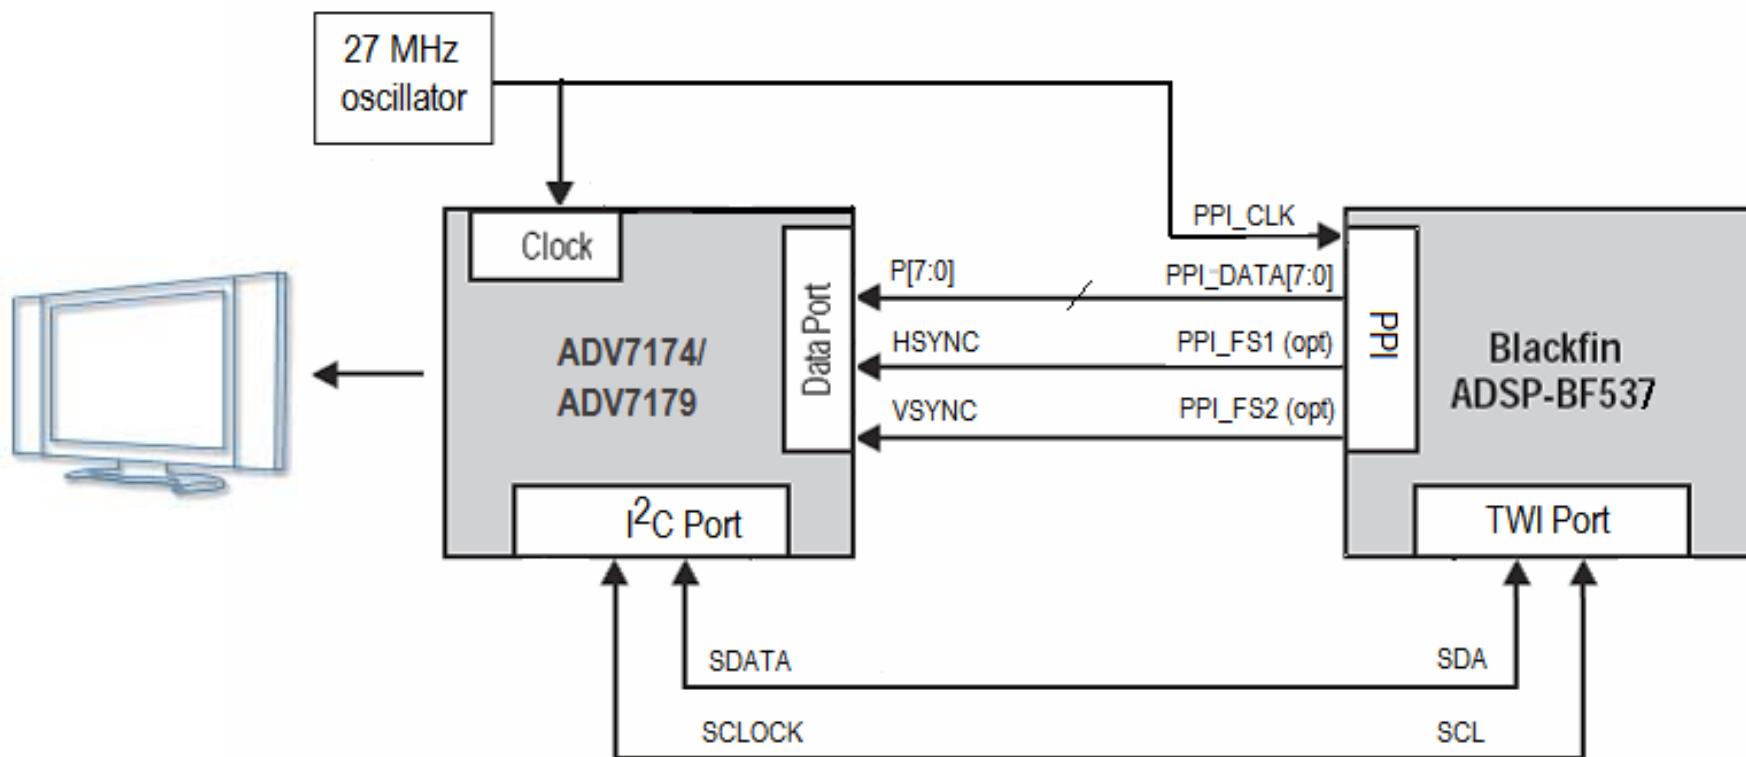 27 MHz
oscillator
Clock
Data Port
ADV7174/
ADV7179
I²C Port
PPI_CLK
P[7:0]
PPI_DATA[7:0]
HSYNC
PPI_FS1 (opt)
VSYNC
PPI_FS2 (opt)
PPI
Blackfin
ADSP-BF537
TWI Port
SDATA
SDA
SCLOCK
SCL